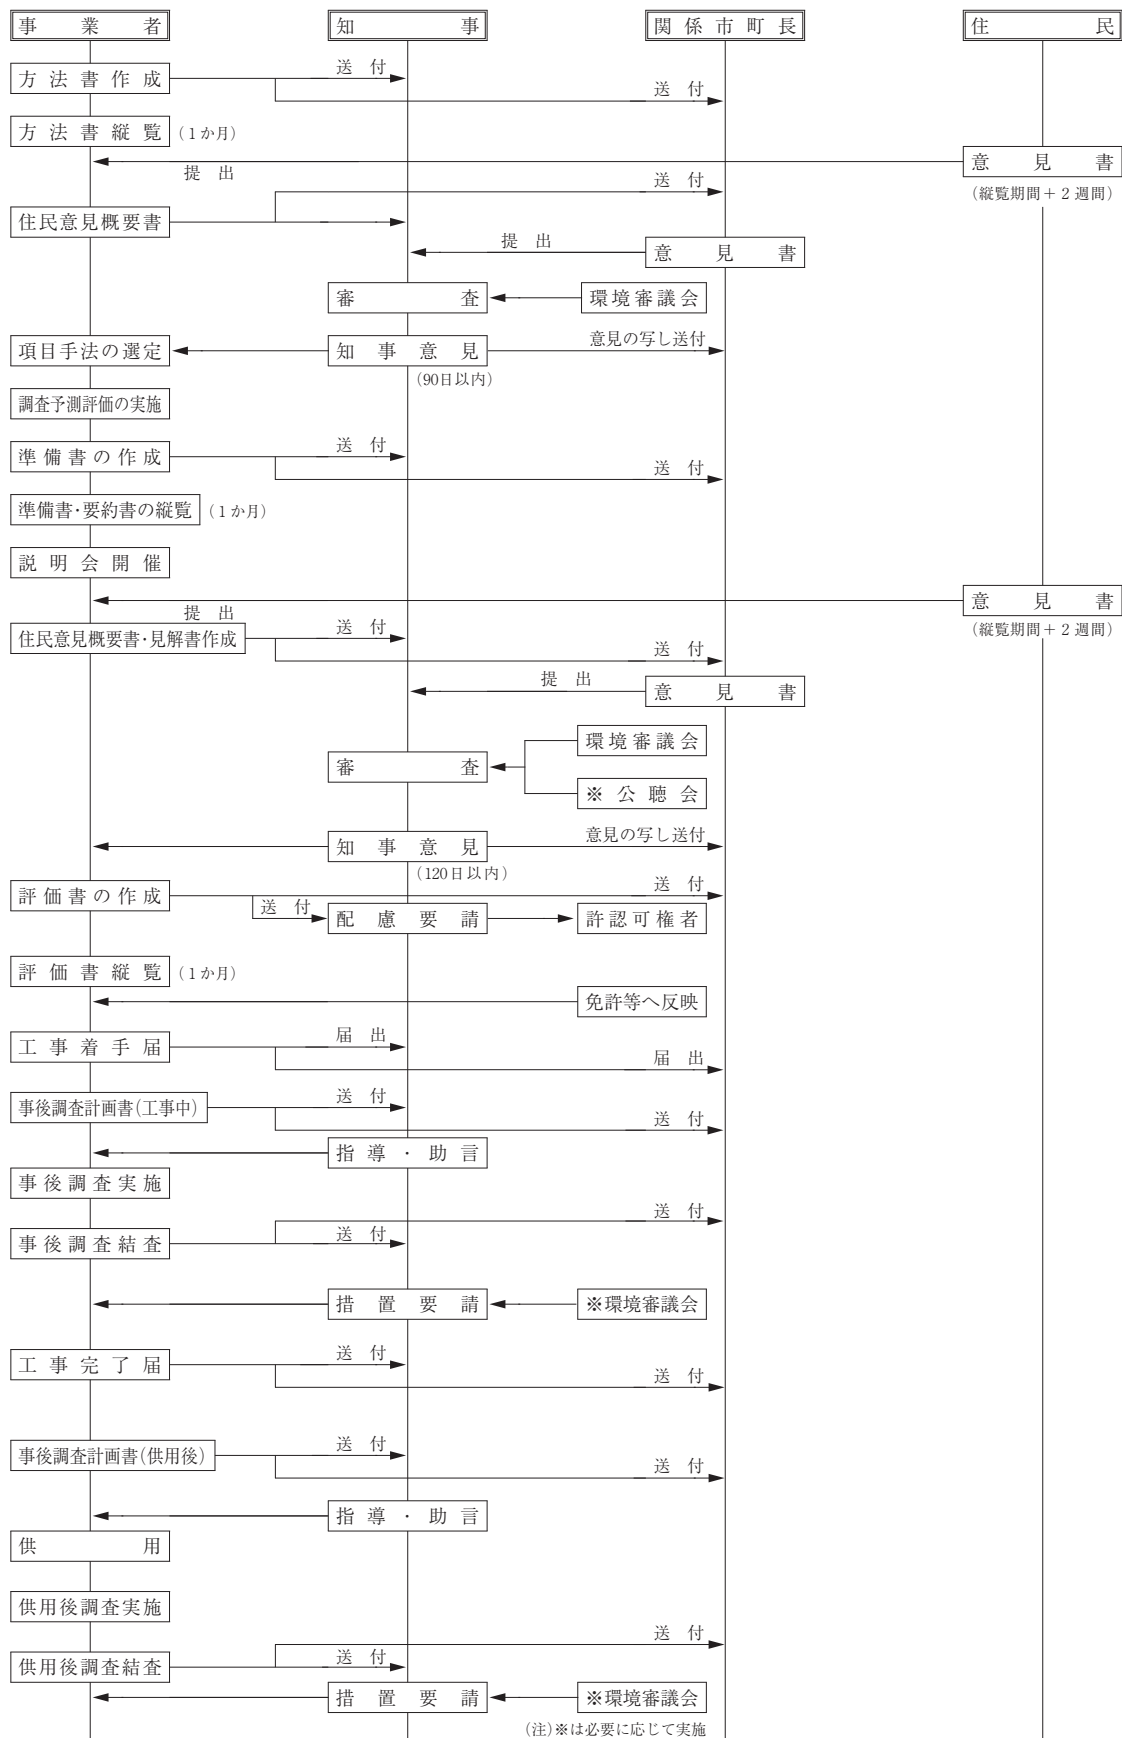 事業者 知事 関係市町長 住民
方法書作成 送付
送付
方法書縦覧 (1か月)
提出 意見書
(縦覧期間+2週間)
送付
住民意見概要書
提出 意見書
審査 環境審議会
項目手法の選定 知事意見 意見の写し送付
(90日以内)
調査予測評価の実施
準備書の作成 送付
送付
準備書・要約書の縦覧 (1か月)
説明会開催
提出 意見書
(縦覧期間+2週間)
住民意見概要書・見解書作成 送付
送付
提出 意見書
環境審議会
審査
※公聴会
知事意見 意見の写し送付
(120日以内)
評価書の作成 送付
送付 配慮要請 許認可権者
評価書縦覧 (1か月)
免許等へ反映
工事着手届 届出
届出
事後調査計画書(工事中) 送付
送付
指導・助言
事後調査実施
送付
事後調査結査 送付
措置要請 ※環境審議会
工事完了届 送付
送付
事後調査計画書(供用後) 送付
送付
指導・助言
供用
供用後調査実施
送付
供用後調査結査 送付
措置要請 ※環境審議会
(注)※は必要に応じて実施